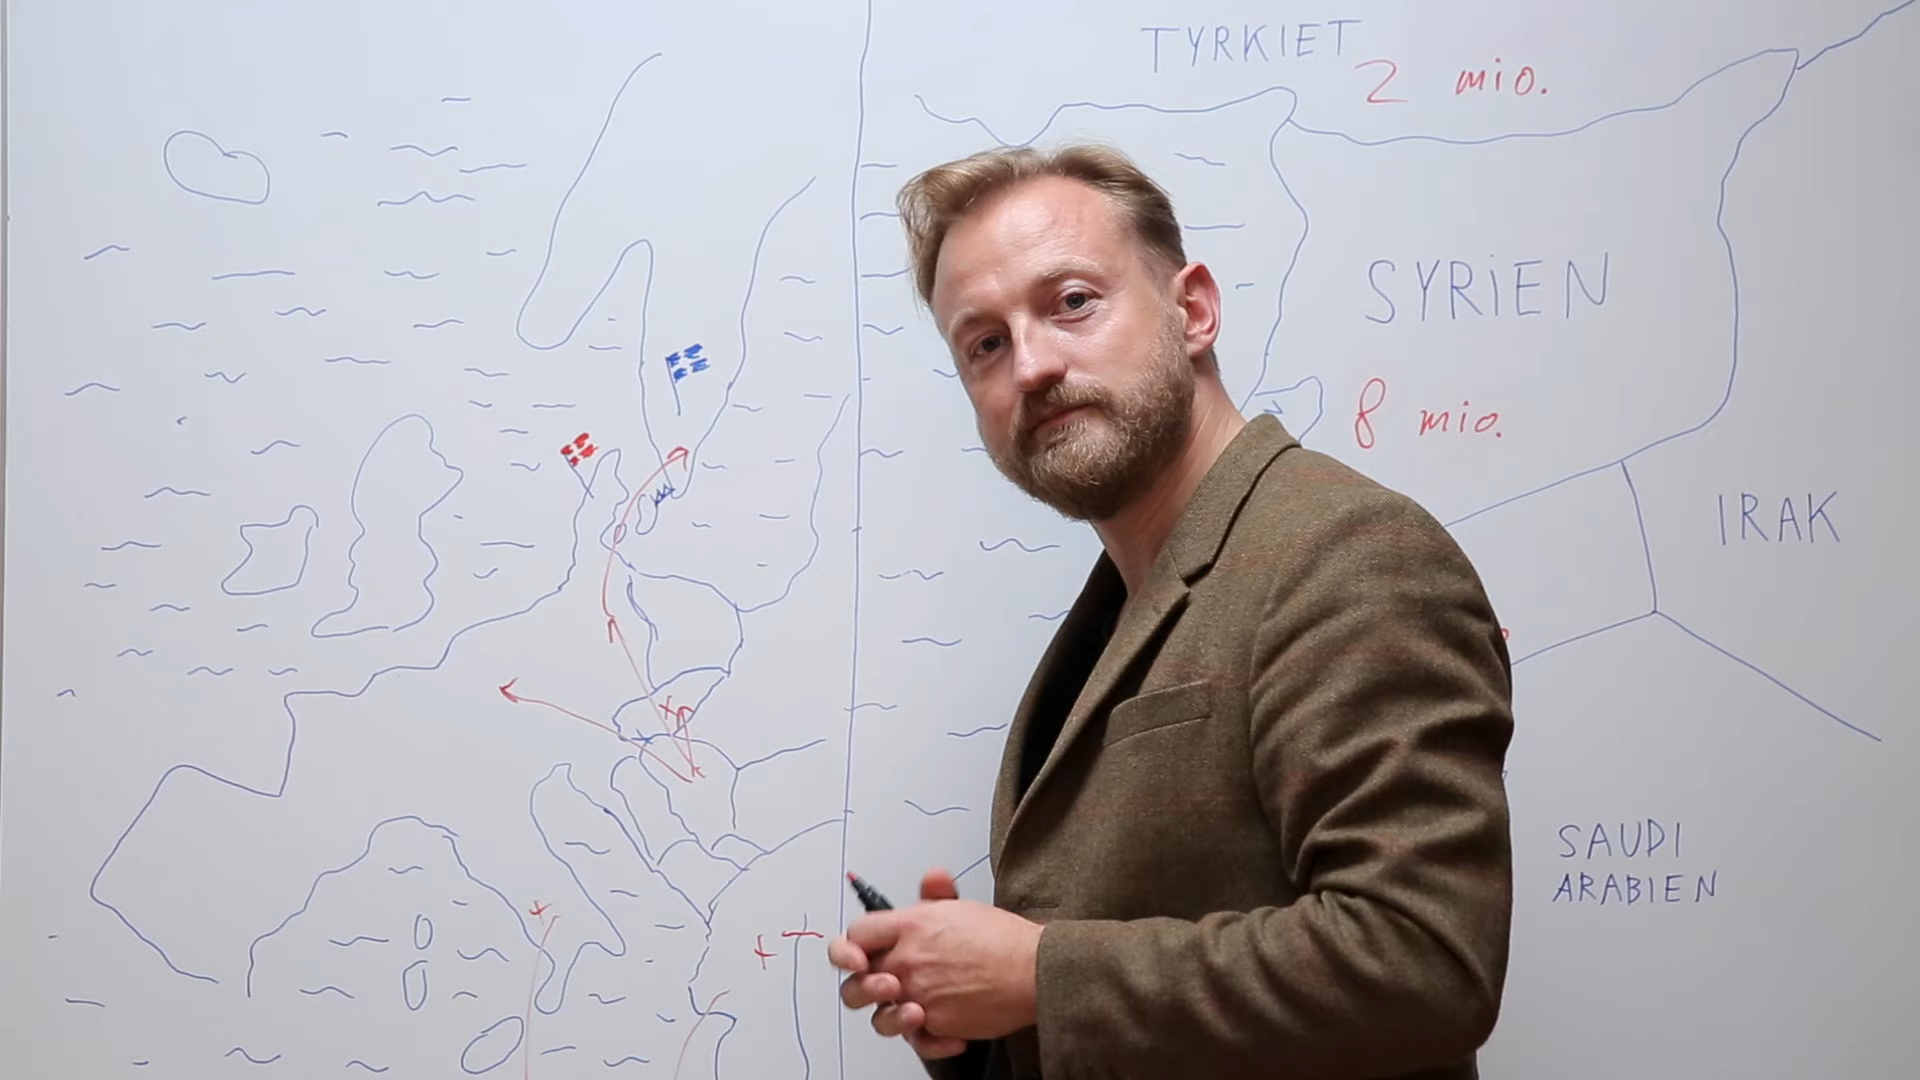 TYRKIET
2 mio.
SYRIEN
8 mio.
IRAK
SAUDI
ARABIEN